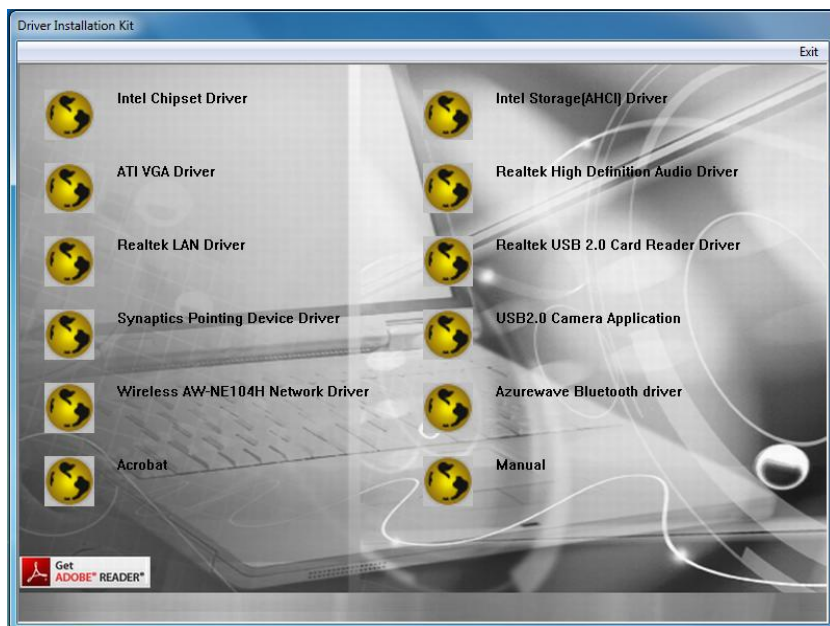 Driver Installation Kit
Exit
Intel Chipset Driver
Intel Storage(AHCI) Driver
ATI VGA Driver
Realtek High Definition Audio Driver
Realtek LAN Driver
Realtek USB 2.0 Card Reader Driver
Synaptics Pointing Device Driver
USB2.0 Camera Application
Wireless AW-NE104H Network Driver
Azurewave Bluetooth driver
Acrobat
Manual
Get
ADOBE® READER®